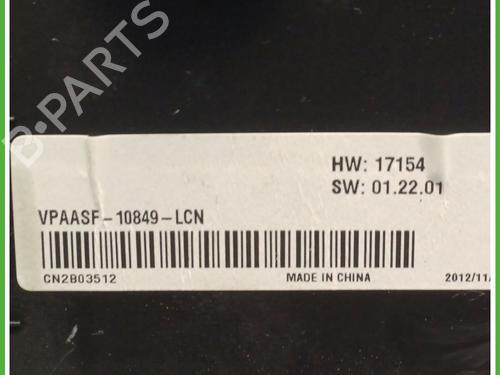 B-PARTS
HW: 17154
SW: 01.22.01
VPAASF-10849-LCN
CN2B03512
MADE IN CHINA
2012/11/